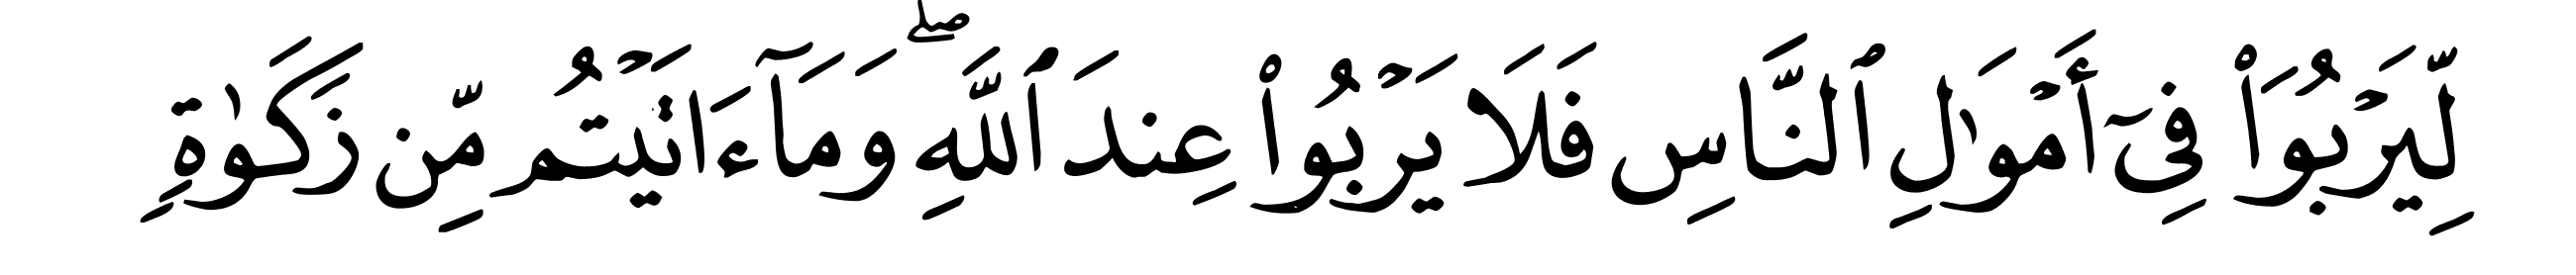 لِّيَرۡبُوَاْ فِيٓ أَمۡوَٰلِ ٱلنَّاسِ فَلَا يَرۡبُواْ عِندَ ٱللَّهِۖ وَمَآ ءَاتَيۡتُم مِّن زَكَوٰةٖ